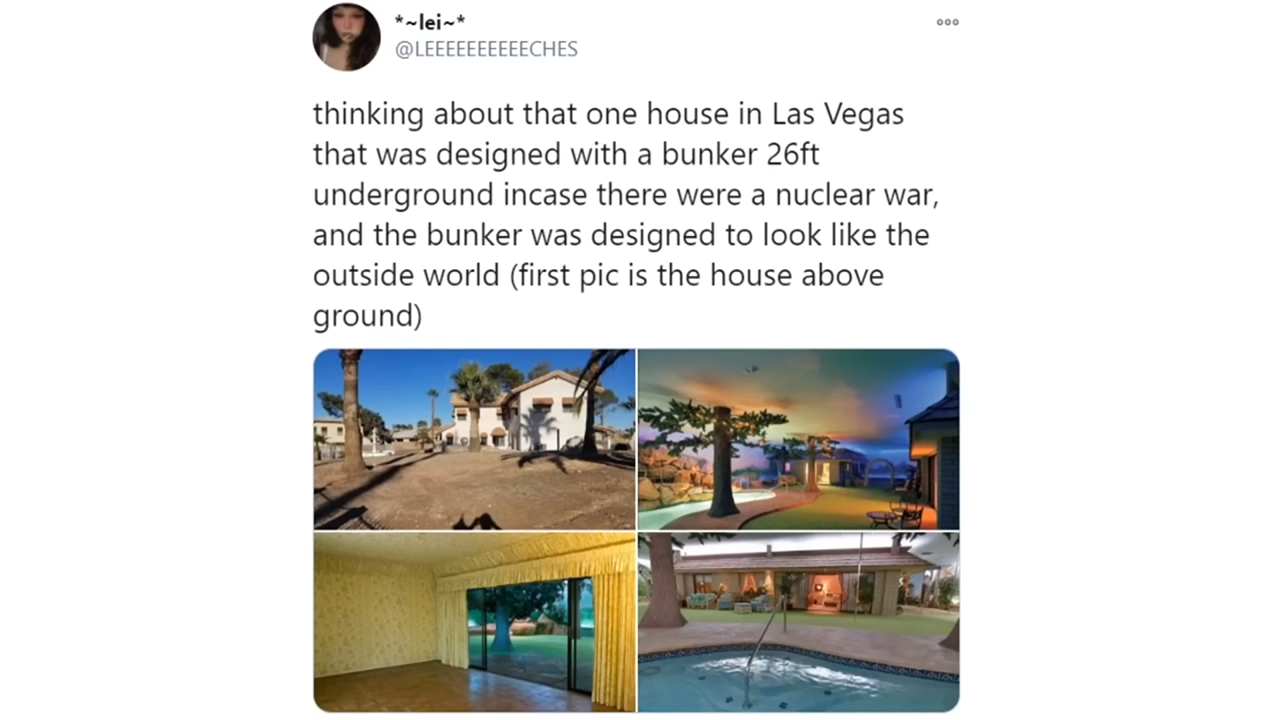 *~lei~*
@LEEEEEEEEEECHES
thinking about that one house in Las Vegas
that was designed with a bunker 26ft
underground incase there were a nuclear war,
and the bunker was designed to look like the
outside world (first pic is the house above
ground)